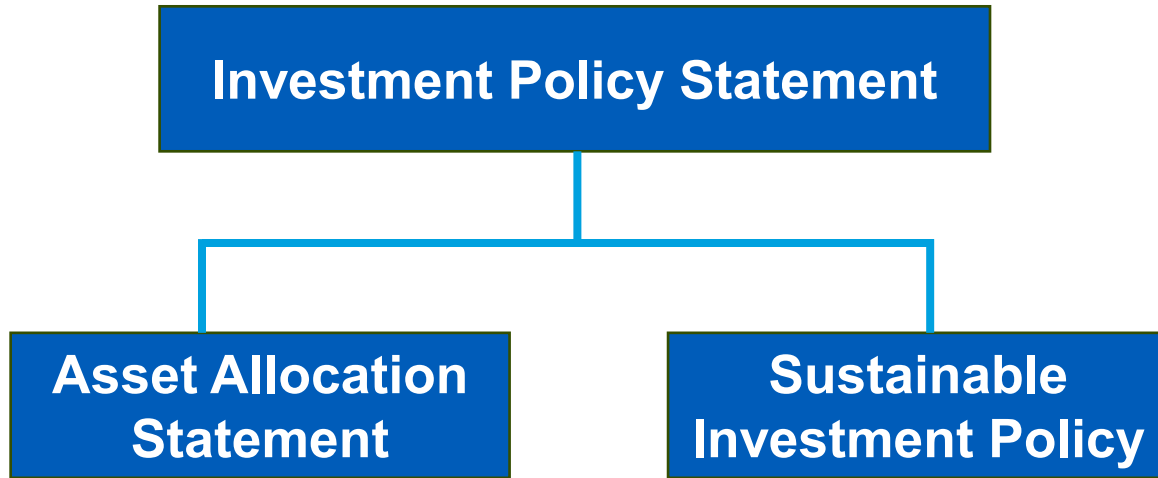 Investment Policy Statement
Asset Allocation
Statement
Sustainable
Investment Policy